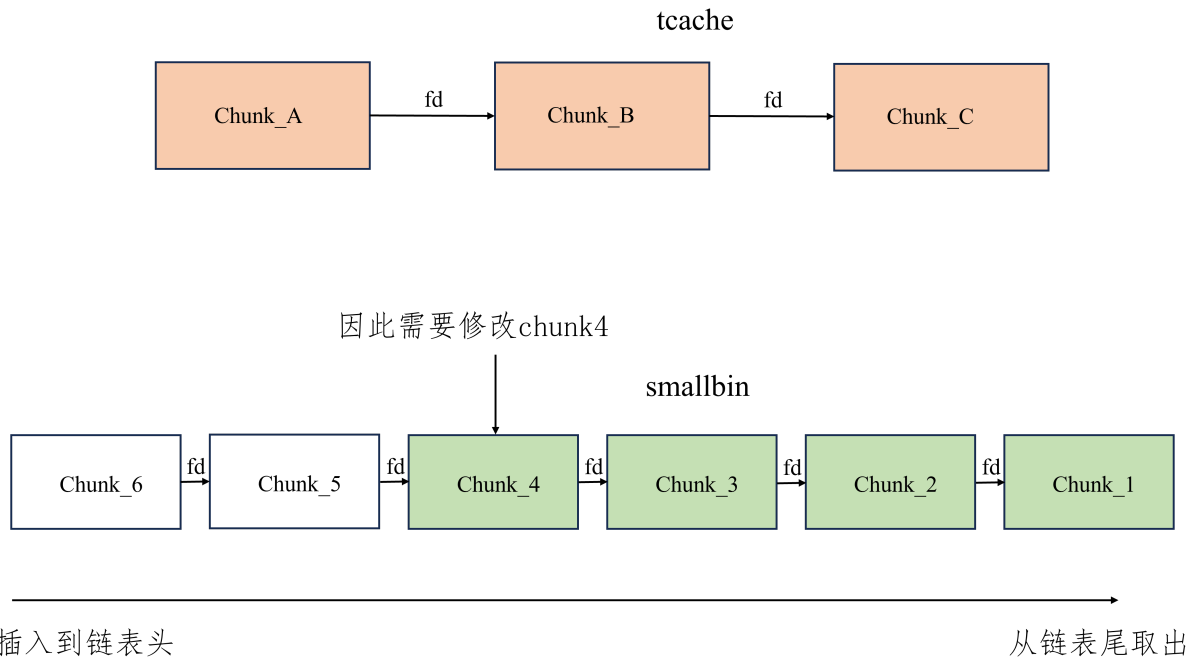 tcache
Chunk_A
fd
Chunk_B
fd
Chunk_C
因此需要修改chunk4
smallbin
Chunk_6
fd
Chunk_5
fd
Chunk_4
fd
Chunk_3
fd
Chunk_2
fd
Chunk_1
插入到链表头
从链表尾取出